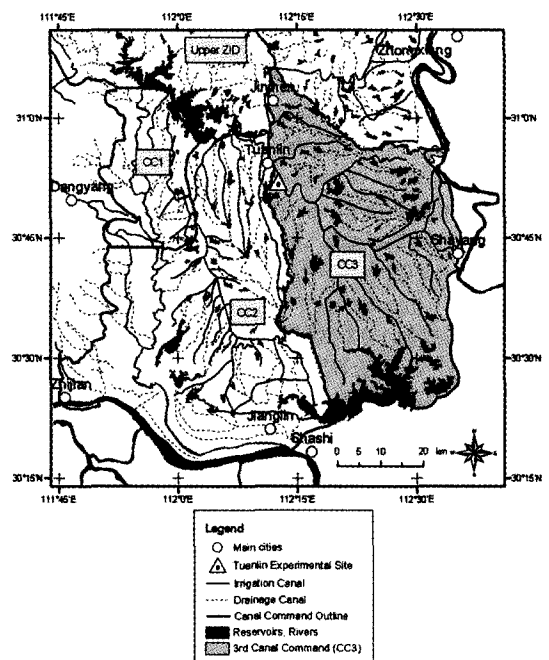 111°45'E 112°0'E 112°15'E 112°30'E
Upper ZID
Zhongxiang
Jinmen
31°0'N 31°0'N
CC1
Tuanlin
Dangyang
30°45'N 30°45'N
Shayang
CC3
CC2
30°30'N 30°30'N
Zhijian
Jianglin
Shashi
0 5 10 20
km
30°15'N 30°15'N
111°45'E 112°0'E 112°15'E 112°30'E
Legend
Main cities
Tuanlin Experimental Site
Irrigation Canal
Drainage Canal
Canal Command Outline
Reservoirs, Rivers
3rd Canal Command (CC3)